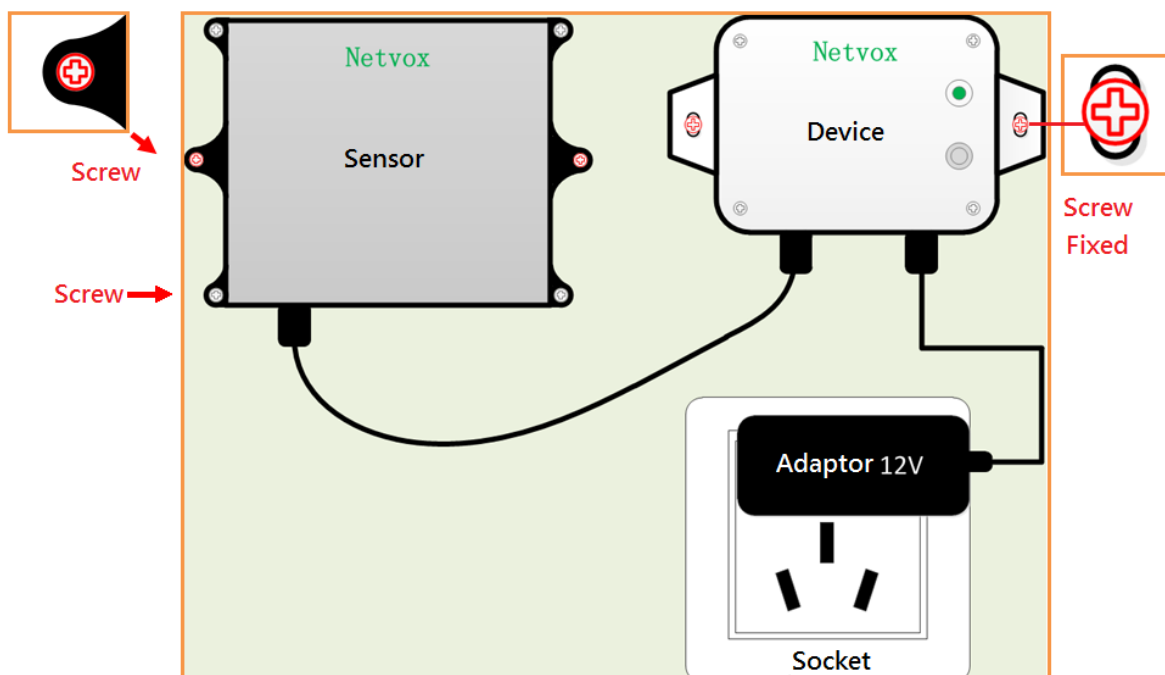 Netvox
Sensor
Screw
Screw
Netvox
Device
Screw
Fixed
Adaptor 12V
Socket